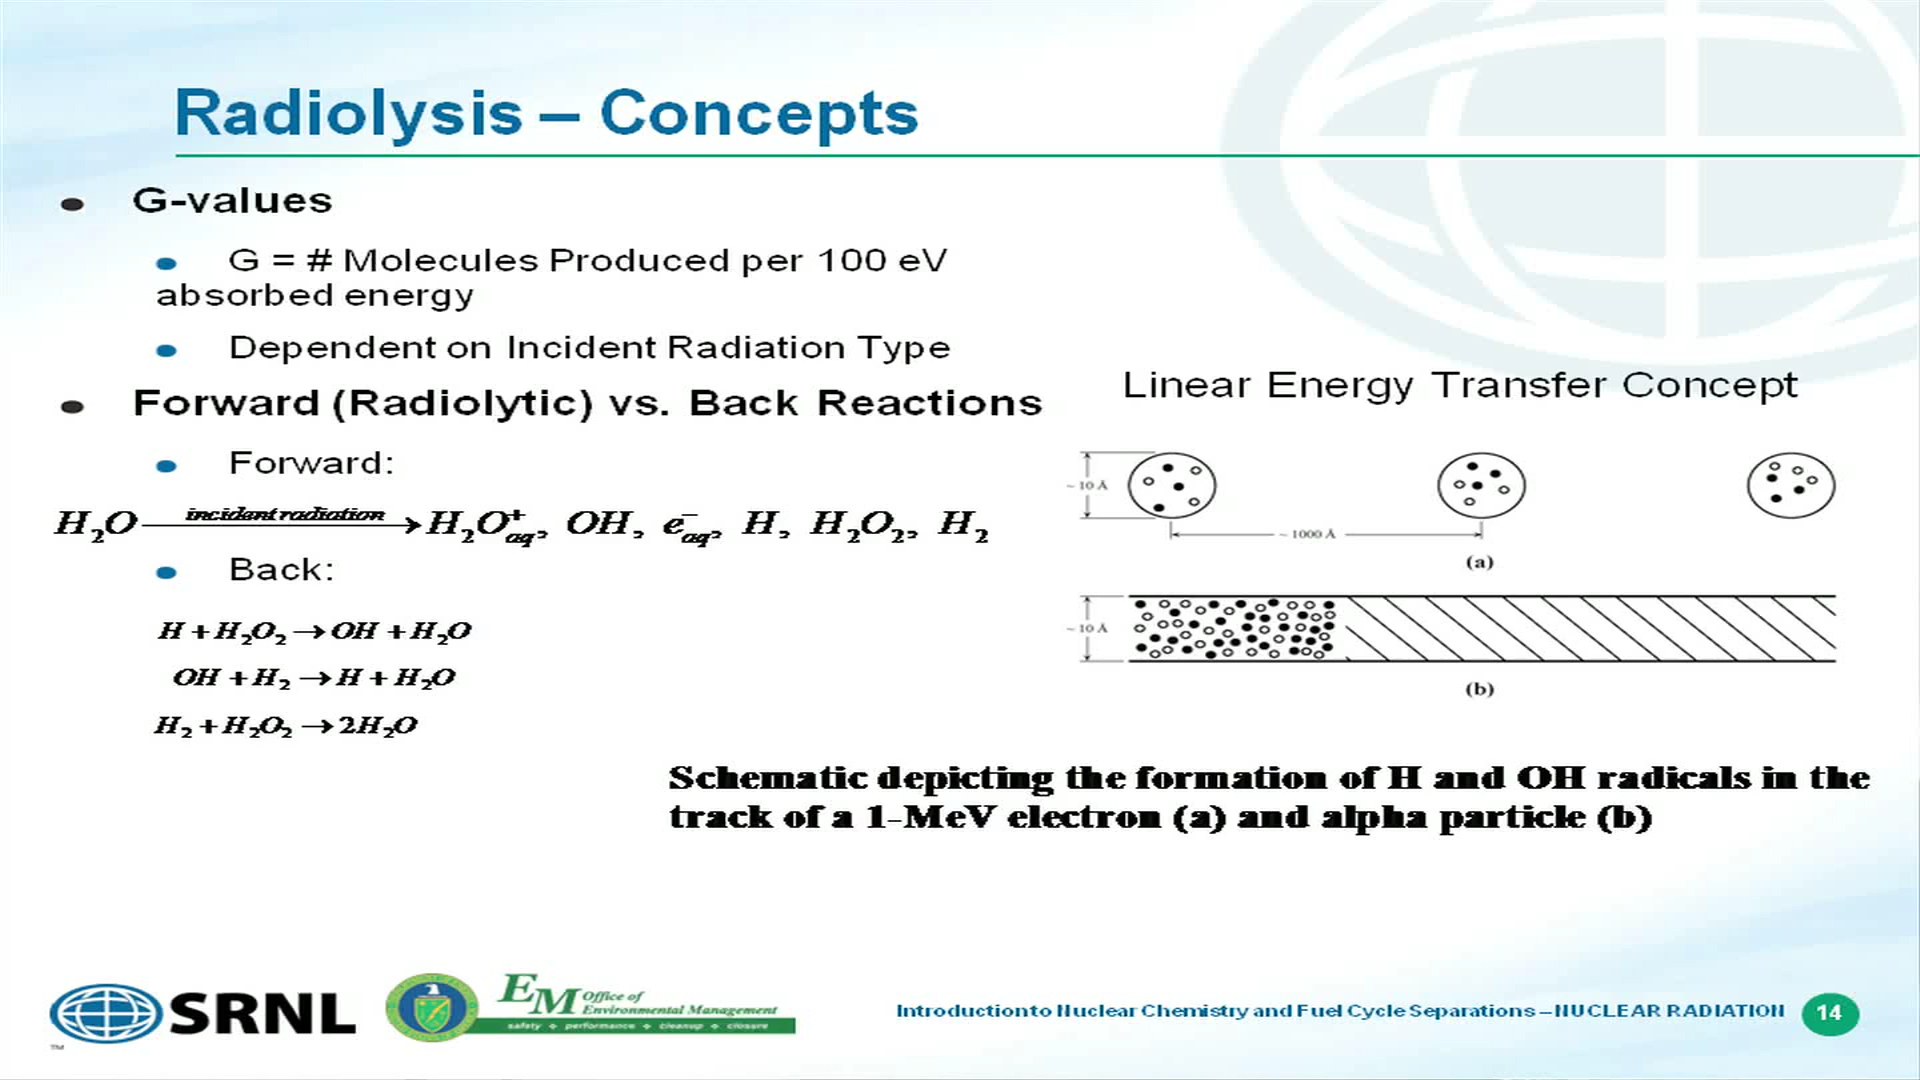 Radiolysis – Concepts
• G-values
• G = # Molecules Produced per 100 eV
absorbed energy
• Dependent on Incident Radiation Type
• Forward (Radiolytic) vs. Back Reactions
• Forward:
H₂O —incident radiation→ H₂O⁺aq, OH, e⁻aq, H, H₂O₂, H₂
• Back:
H + H₂O₂ → OH + H₂O
OH + H₂ → H + H₂O
H₂ + H₂O₂ → 2H₂O
Linear Energy Transfer Concept
~ 10 Å
~ 1000 Å
(a)
~ 10 Å
(b)
Schematic depicting the formation of H and OH radicals in the
track of a 1-MeV electron (a) and alpha particle (b)
SRNL
TM
EM Office of
Environmental Management
safety ❖ performance ❖ cleanup ❖ closure
Introduction to Nuclear Chemistry and Fuel Cycle Separations – NUCLEAR RADIATION
14